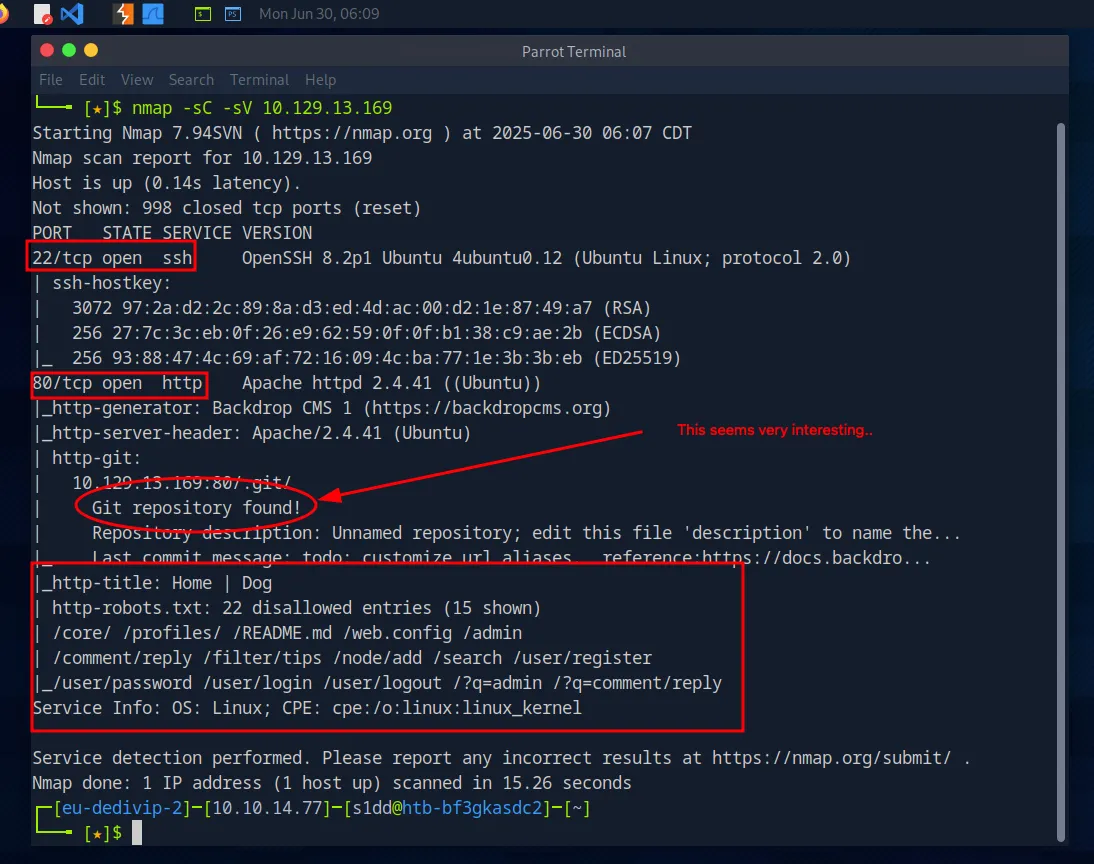 Mon Jun 30, 06:09
Parrot Terminal
File Edit View Search Terminal Help
[★]$ nmap -sC -sV 10.129.13.169
Starting Nmap 7.94SVN ( https://nmap.org ) at 2025-06-30 06:07 CDT
Nmap scan report for 10.129.13.169
Host is up (0.14s latency).
Not shown: 998 closed tcp ports (reset)
PORT   STATE SERVICE VERSION
22/tcp open  ssh     OpenSSH 8.2p1 Ubuntu 4ubuntu0.12 (Ubuntu Linux; protocol 2.0)
| ssh-hostkey:
|   3072 97:2a:d2:2c:89:8a:d3:ed:4d:ac:00:d2:1e:87:49:a7 (RSA)
|   256 27:7c:3c:eb:0f:26:e9:62:59:0f:0f:b1:38:c9:ae:2b (ECDSA)
|_  256 93:88:47:4c:69:af:72:16:09:4c:ba:77:1e:3b:3b:eb (ED25519)
80/tcp open  http    Apache httpd 2.4.41 ((Ubuntu))
|_http-generator: Backdrop CMS 1 (https://backdropcms.org)
|_http-server-header: Apache/2.4.41 (Ubuntu)
This seems very interesting..
| http-git:
|   10.129.13.169:80/.git/
|     Git repository found!
|     Repository description: Unnamed repository; edit this file 'description' to name the...
|_    Last commit message: todo: customize url aliases.  reference:https://docs.backdro...
|_http-title: Home | Dog
| http-robots.txt: 22 disallowed entries (15 shown)
| /core/ /profiles/ /README.md /web.config /admin
| /comment/reply /filter/tips /node/add /search /user/register
|_/user/password /user/login /user/logout /?q=admin /?q=comment/reply
Service Info: OS: Linux; CPE: cpe:/o:linux:linux_kernel
Service detection performed. Please report any incorrect results at https://nmap.org/submit/ .
Nmap done: 1 IP address (1 host up) scanned in 15.26 seconds
[eu-dedivip-2]─[10.10.14.77]─[s1dd@htb-bf3gkasdc2]─[~]
[★]$